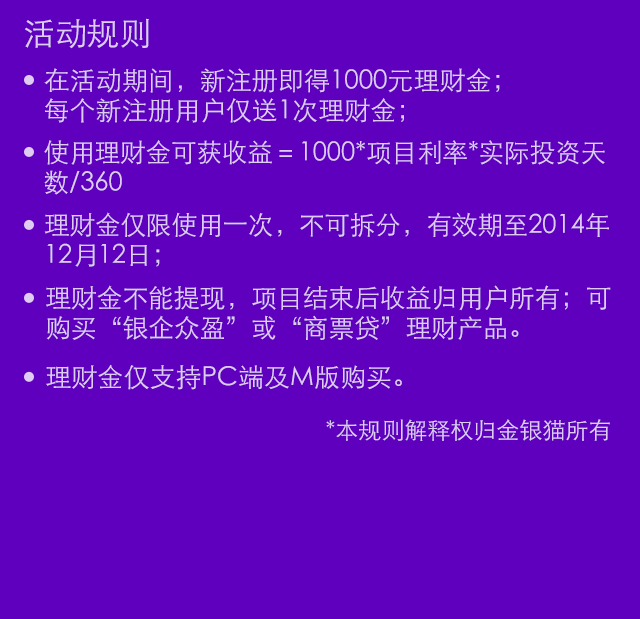 活动规则
• 在活动期间，新注册即得1000元理财金；
每个新注册用户仅送1次理财金；
• 使用理财金可获收益＝1000*项目利率*实际投资天
数/360
• 理财金仅限使用一次，不可拆分，有效期至2014年
12月12日；
• 理财金不能提现，项目结束后收益归用户所有；可
购买“银企众盈”或“商票贷”理财产品。
• 理财金仅支持PC端及M版购买。
*本规则解释权归金银猫所有